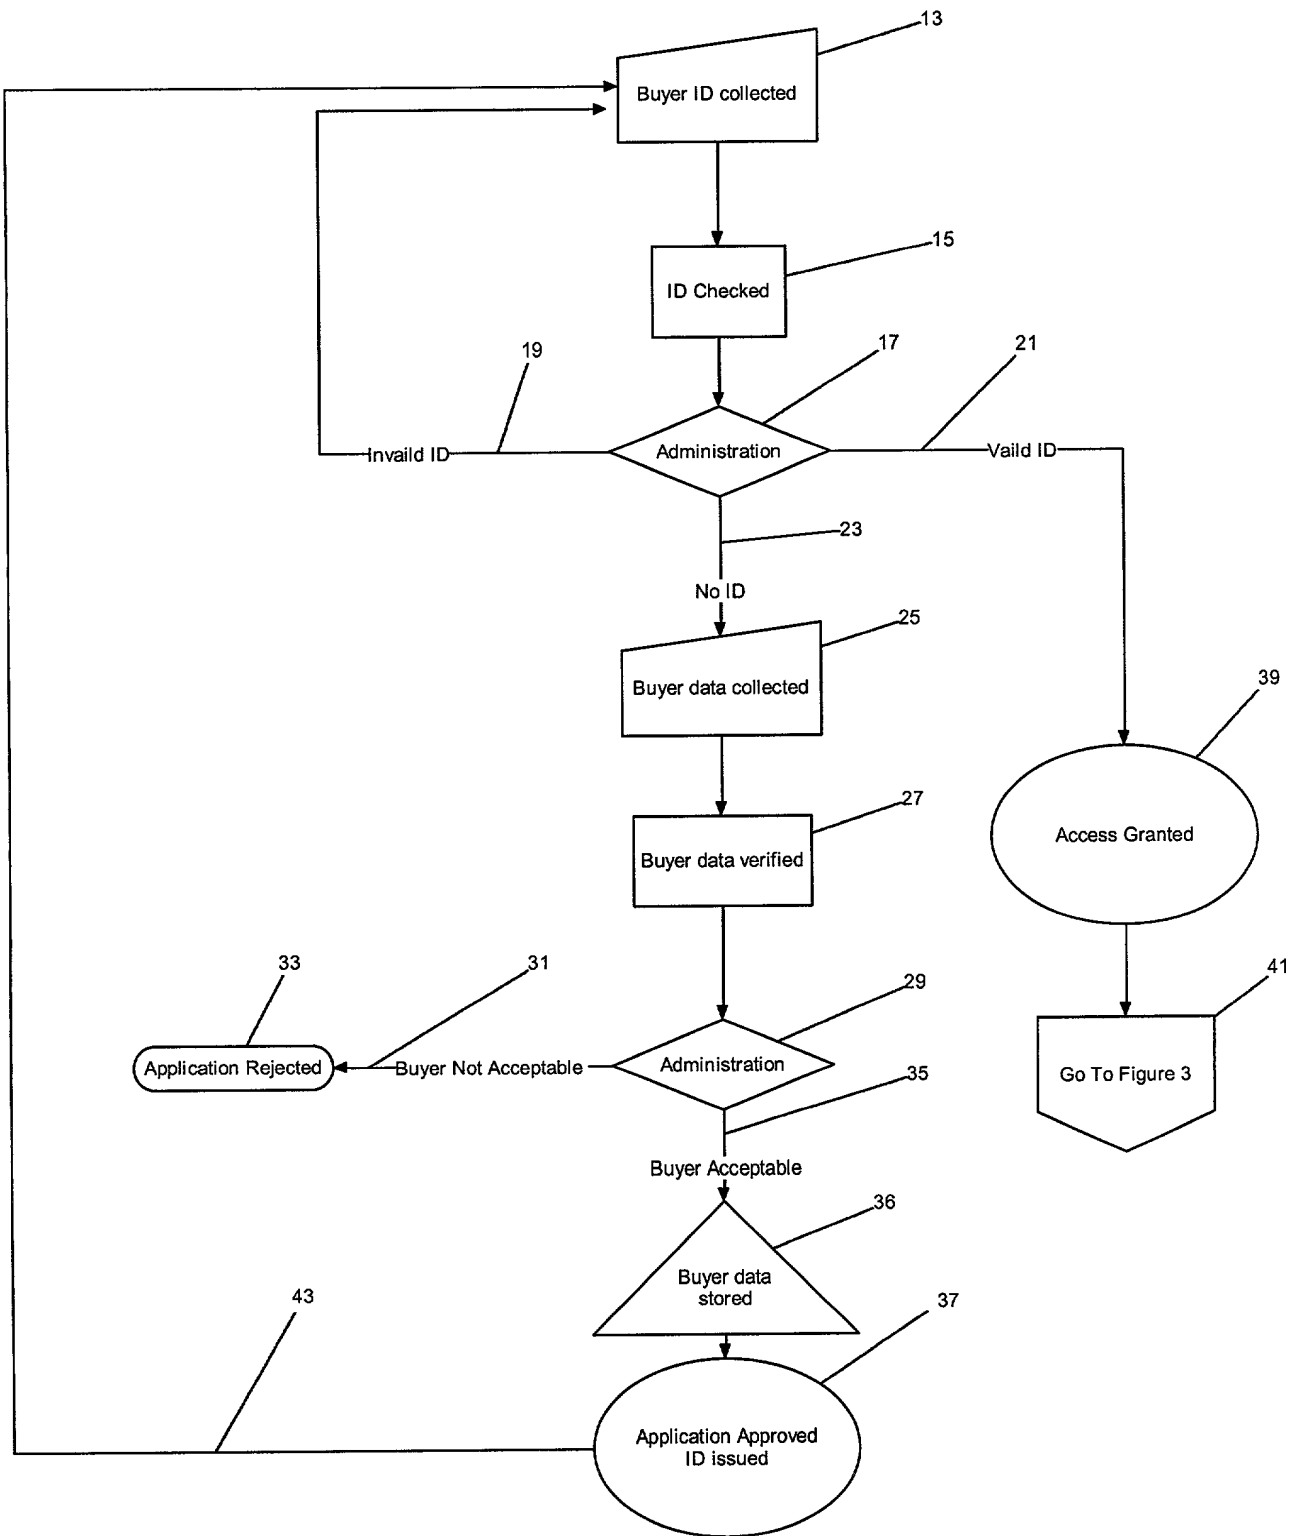 13
Buyer ID collected
15
ID Checked
19
17
21
Invaild ID
Administration
Vaild ID
23
No ID
25
Buyer data collected
39
27
Access Granted
Buyer data verified
33
31
41
29
Application Rejected
Buyer Not Acceptable
Administration
Go To Figure 3
35
Buyer Acceptable
36
Buyer data
stored
43
37
Application Approved
ID issued